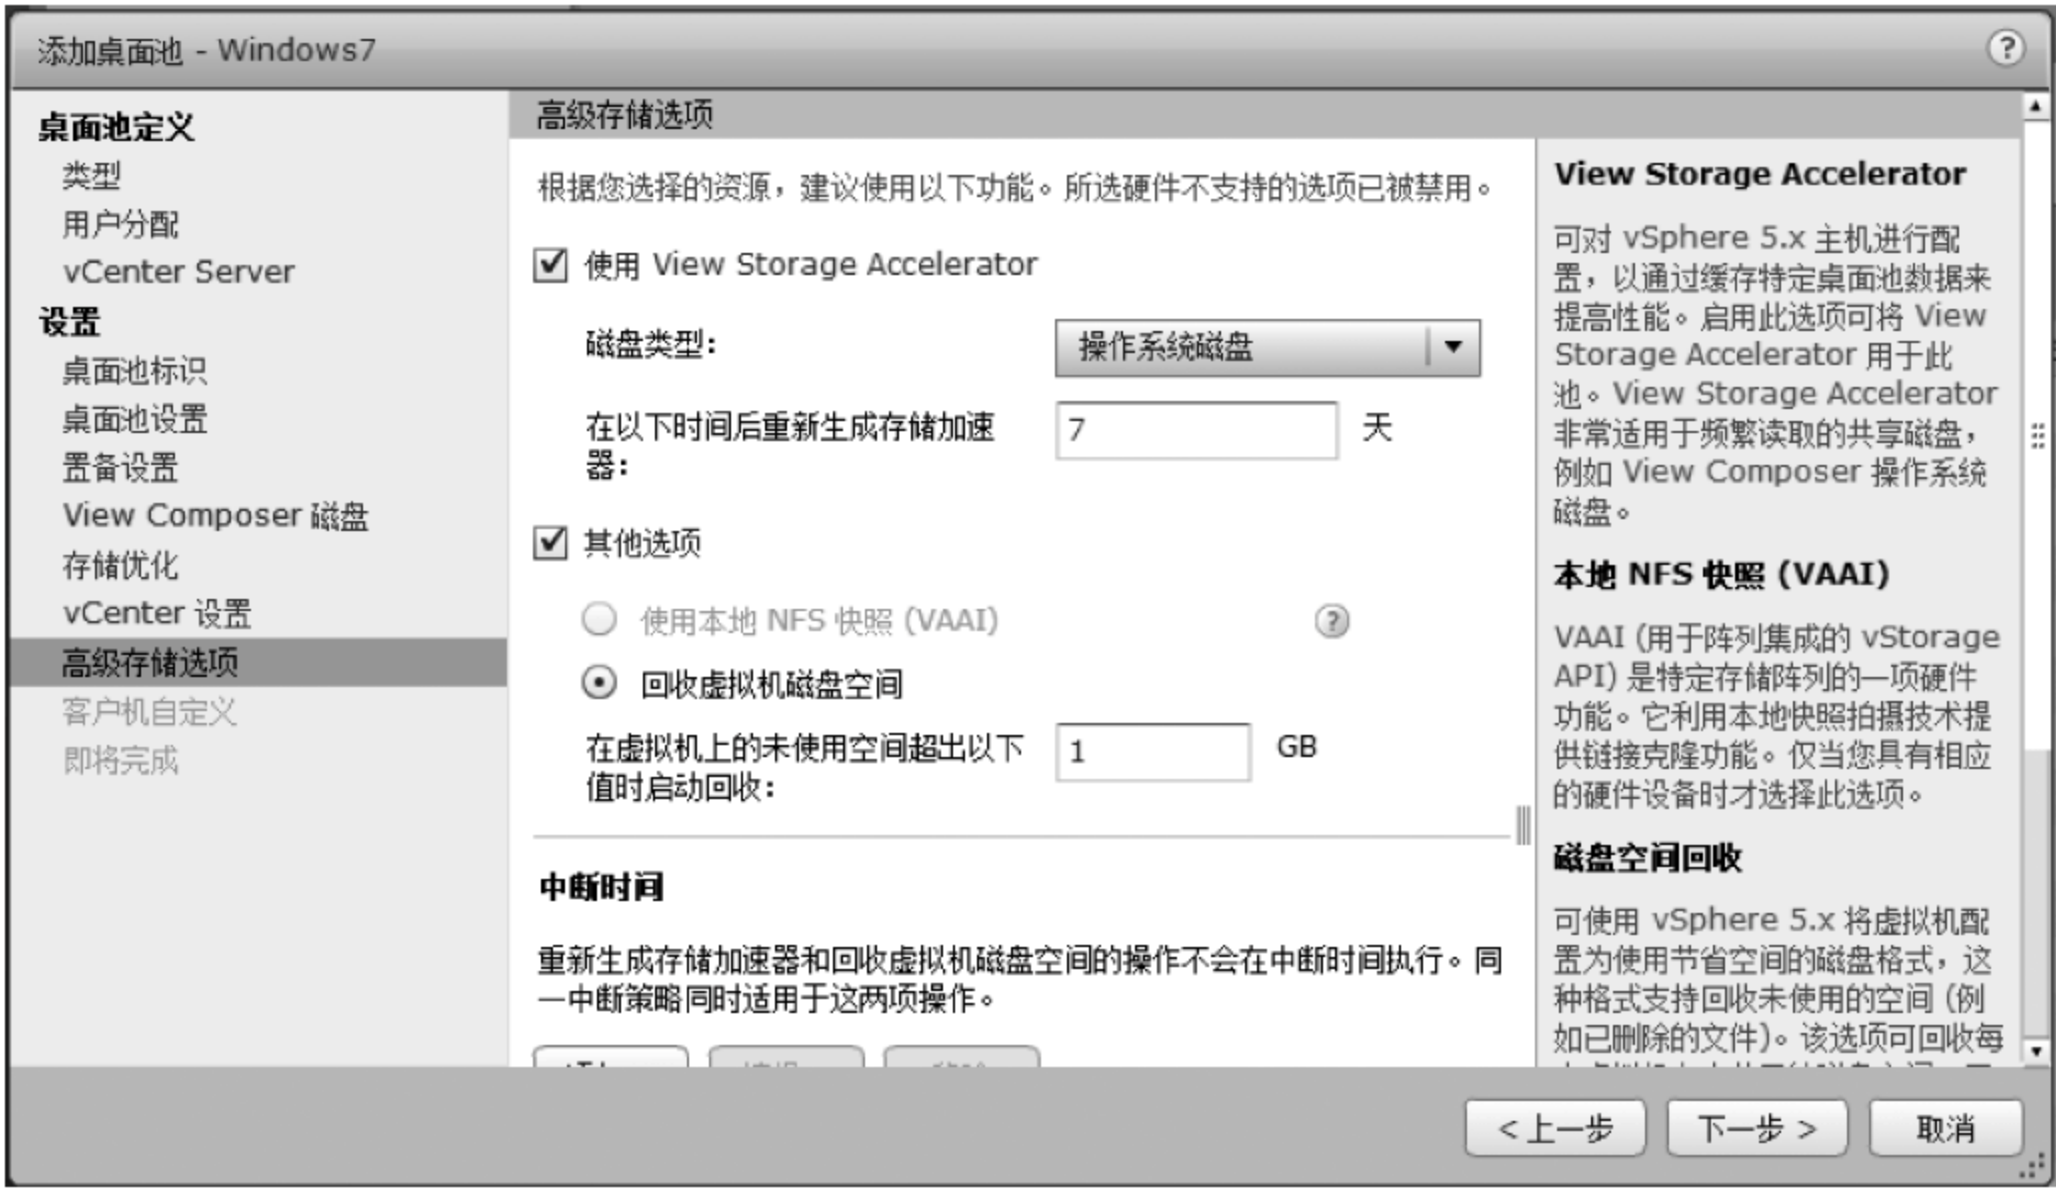 添加桌面池 - Windows7
?
桌面池定义
类型
用户分配
vCenter Server
设置
桌面池标识
桌面池设置
置备设置
View Composer 磁盘
存储优化
vCenter 设置
高级存储选项
客户机自定义
即将完成
高级存储选项
根据您选择的资源，建议使用以下功能。所选硬件不支持的选项已被禁用。
使用 View Storage Accelerator
磁盘类型:
操作系统磁盘
在以下时间后重新生成存储加速
器:
7
天
其他选项
使用本地 NFS 快照 (VAAI)
?
回收虚拟机磁盘空间
在虚拟机上的未使用空间超出以下
值时启动回收:
1
GB
中断时间
重新生成存储加速器和回收虚拟机磁盘空间的操作不会在中断时间执行。同
一中断策略同时适用于这两项操作。
View Storage Accelerator
可对 vSphere 5.x 主机进行配
置，以通过缓存特定桌面池数据来
提高性能。启用此选项可将 View
Storage Accelerator 用于此
池。View Storage Accelerator
非常适用于频繁读取的共享磁盘，
例如 View Composer 操作系统
磁盘。
本地 NFS 快照 (VAAI)
VAAI (用于阵列集成的 vStorage
API) 是特定存储阵列的一项硬件
功能。它利用本地快照拍摄技术提
供链接克隆功能。仅当您具有相应
的硬件设备时才选择此选项。
磁盘空间回收
可使用 vSphere 5.x 将虚拟机配
置为使用节省空间的磁盘格式，这
种格式支持回收未使用的空间 (例
如已删除的文件)。该选项可回收每
< 上一步
下一步 >
取消